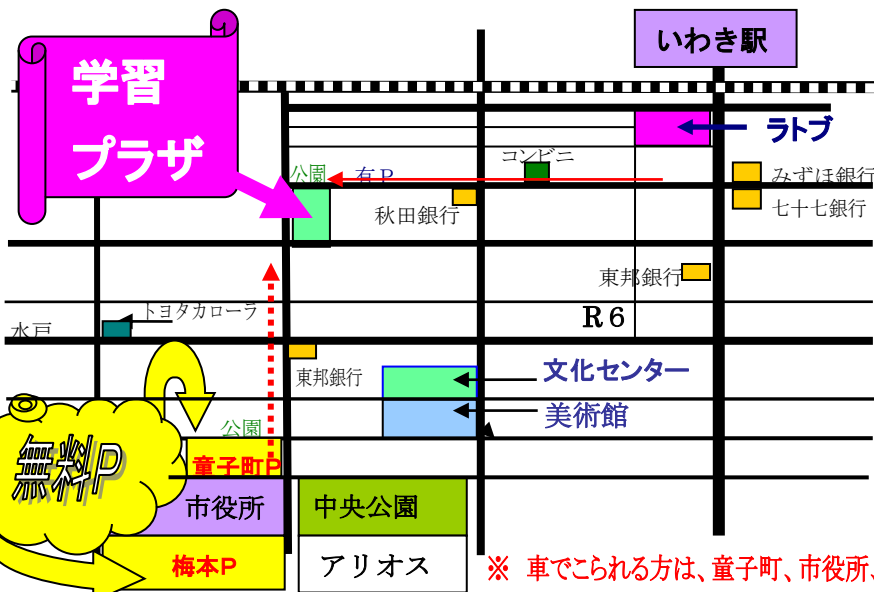 いわき駅
学習
プラザ
ラトブ
コンビニ
公園
有P
みずほ銀行
秋田銀行
七十七銀行
東邦銀行
トヨタカローラ
R6
水戸
東邦銀行
文化センター
美術館
公園
無料P
童子町P
市役所
中央公園
梅本P
アリオス
※ 車でこられる方は、童子町、市役所、